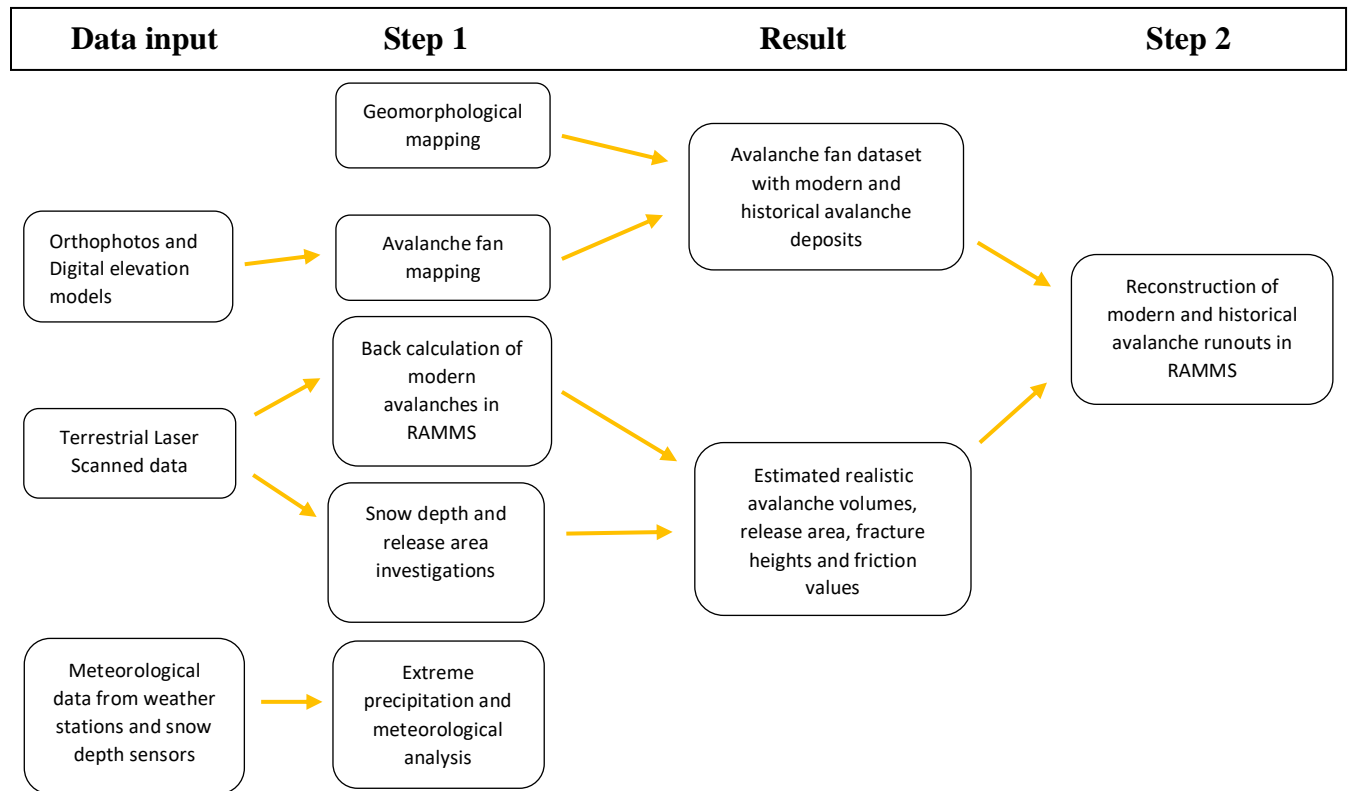 Data input
Step 1
Result
Step 2
Geomorphological
mapping
Avalanche fan dataset
with modern and
historical avalanche
deposits
Orthophotos and
Digital elevation
models
Avalanche fan
mapping
Reconstruction of
modern and historical
avalanche runouts in
RAMMS
Back calculation of
modern
avalanches in
RAMMS
Terrestrial Laser
Scanned data
Estimated realistic
avalanche volumes,
release area, fracture
heights and friction
values
Snow depth and
release area
investigations
Meteorological
data from weather
stations and snow
depth sensors
Extreme
precipitation and
meteorological
analysis